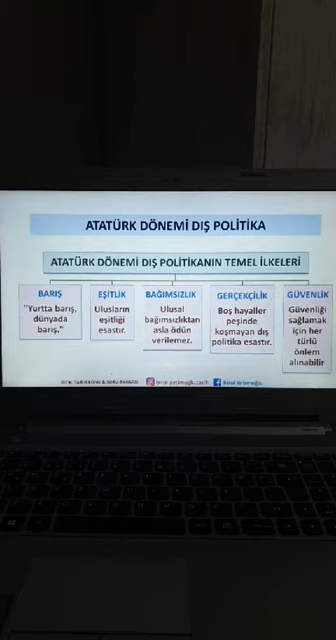 ATATÜRK DÖNEMİ DIŞ POLİTİKA
ATATÜRK DÖNEMİ DIŞ POLİTİKANIN TEMEL İLKELERİ
BARIŞ
"Yurtta barış,
dünyada
barış."
EŞİTLİK
Ulusların
eşitliği
esastır.
BAĞIMSIZLIK
Ulusal
bağımsızlıktan
asla ödün
verilemez.
GERÇEKÇİLİK
Boş hayaller
peşinde
koşmayan dış
politika esastır.
GÜVENLİK
Güvenliği
sağlamak
için her
türlü
önlem
alınabilir
& SORU BANKASI